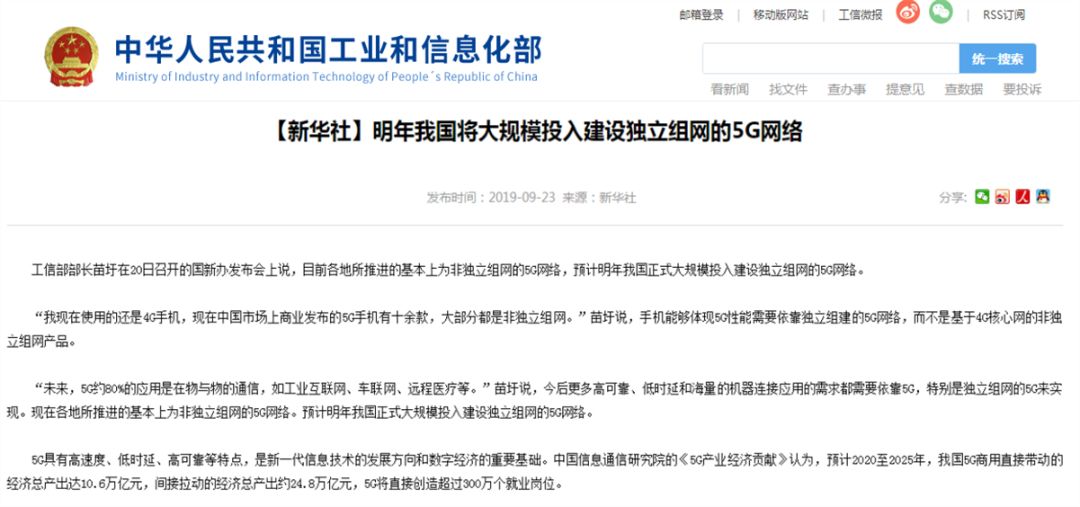 邮箱登录 | 移动版网站 | 工信微报 | RSS订阅
中华人民共和国工业和信息化部
Ministry of Industry and Information Technology of People´s Republic of China
统一搜索
看新闻 找文件 查办事 提意见 查数据 要投诉
【新华社】明年我国将大规模投入建设独立组网的5G网络
发布时间：2019-09-23 来源：新华社
分享:
工信部部长苗圩在20日召开的国新办发布会上说，目前各地所推进的基本上为非独立组网的5G网络，预计明年我国正式大规模投入建设独立组网的5G网络。
“我现在使用的还是4G手机，现在中国市场上商业发布的5G手机有十余款，大部分都是非独立组网。”苗圩说，手机能够体现5G性能需要依靠独立组建的5G网络，而不是基于4G核心网的非独
立组网产品。
“未来，5G约80%的应用是在物与物的通信，如工业互联网、车联网、远程医疗等。”苗圩说，今后更多高可靠、低时延和海量的机器连接应用的需求都需要依靠5G，特别是独立组网的5G来实
现。现在各地所推进的基本上为非独立组网的5G网络。预计明年我国正式大规模投入建设独立组网的5G网络。
5G具有高速度、低时延、高可靠等特点，是新一代信息技术的发展方向和数字经济的重要基础。中国信息通信研究院的《5G产业经济贡献》认为，预计2020至2025年，我国5G商用直接带动的
经济总产出达10.6万亿元，间接拉动的经济总产出约24.8万亿元，5G将直接创造超过300万个就业岗位。